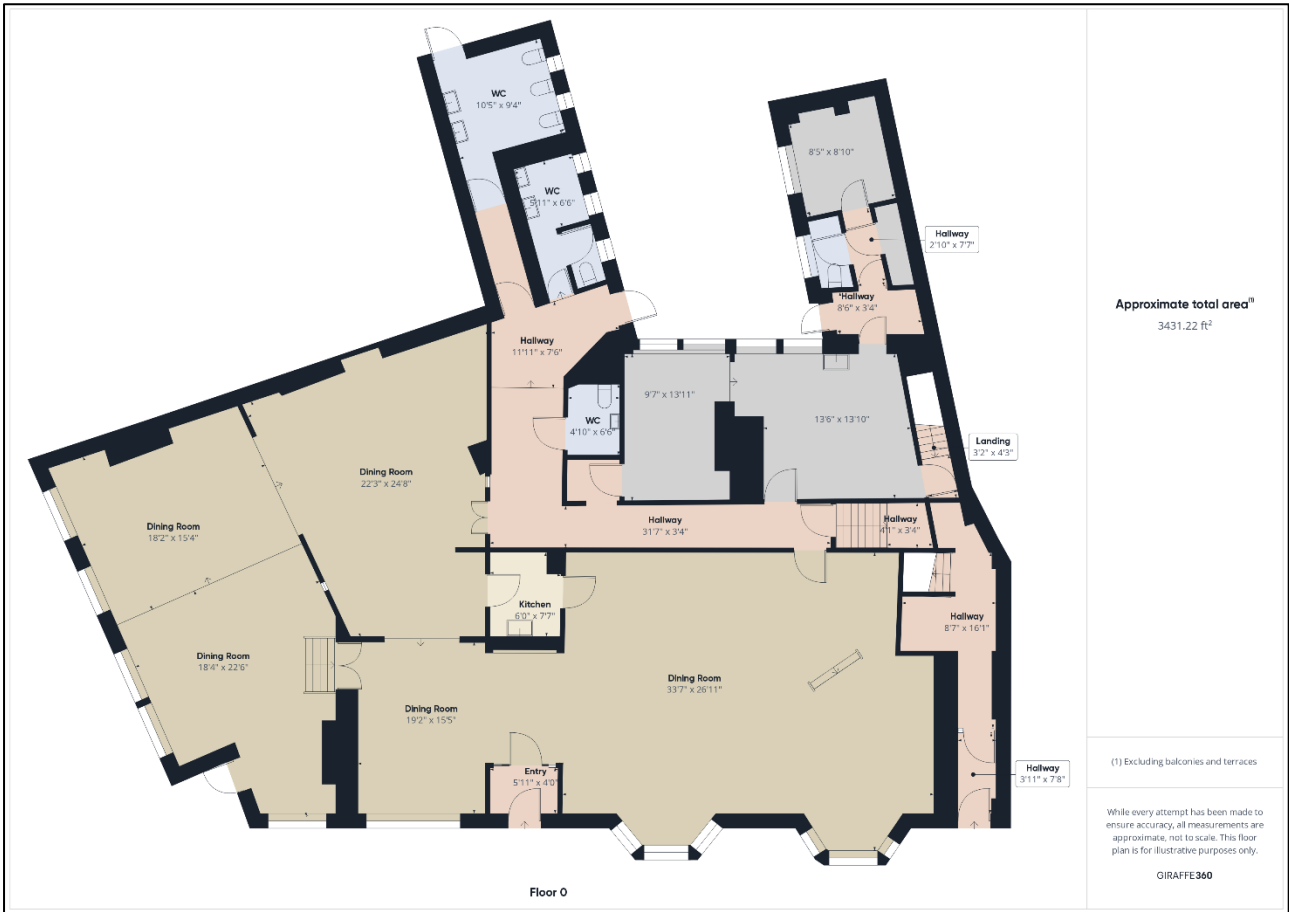 WC
10'5" x 9'4"
WC
5'11" x 6'6"
8'5" x 8'10"
Hallway
2'10" x 7'7"
Hallway
8'6" x 3'4"
Hallway
11'11" x 7'6"
9'7" x 13'11"
13'6" x 13'10"
WC
4'10" x 6'6"
Landing
3'2" x 4'3"
Dining Room
22'3" x 24'8"
Dining Room
18'2" x 15'4"
Hallway
31'7" x 3'4"
Hallway
4'1" x 3'4"
Kitchen
6'0" x 7'7"
Hallway
8'7" x 16'1"
Dining Room
18'4" x 22'6"
Dining Room
33'7" x 26'11"
Dining Room
19'2" x 15'5"
Entry
5'11" x 4'0"
Hallway
3'11" x 7'8"
Floor 0
Approximate total area(1)
3431.22 ft²
(1) Excluding balconies and terraces
While every attempt has been made to
ensure accuracy, all measurements are
approximate, not to scale. This floor
plan is for illustrative purposes only.
GIRAFFE360